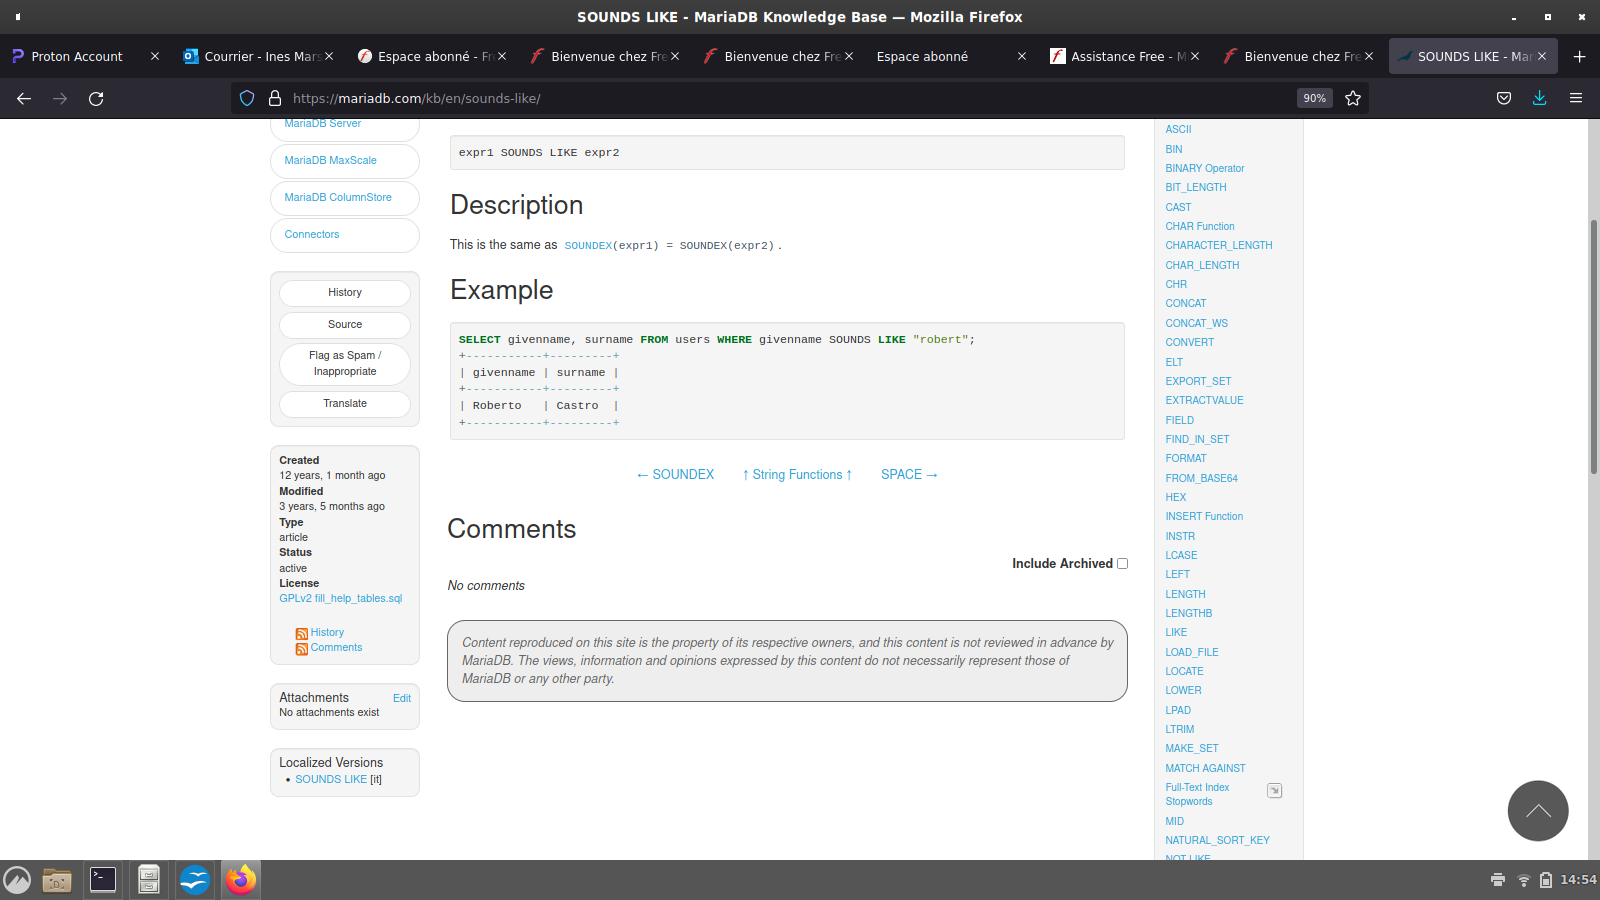 SOUNDS LIKE - MariaDB Knowledge Base — Mozilla Firefox
Proton Account
Courrier - Ines Mars
Espace abonné - Fr
Bienvenue chez Fre
Bienvenue chez Fre
Espace abonné
Assistance Free - M
Bienvenue chez Fre
SOUNDS LIKE - Mar
https://mariadb.com/kb/en/sounds-like/
90%
MariaDB Server
MariaDB MaxScale
MariaDB ColumnStore
Connectors
History
Source
Flag as Spam /
Inappropriate
Translate
Created
12 years, 1 month ago
Modified
3 years, 5 months ago
Type
article
Status
active
License
GPLv2 fill_help_tables.sql
History
Comments
Attachments Edit
No attachments exist
Localized Versions
• SOUNDS LIKE [it]
expr1 SOUNDS LIKE expr2
Description
This is the same as SOUNDEX(expr1) = SOUNDEX(expr2).
Example
SELECT givenname, surname FROM users WHERE givenname SOUNDS LIKE "robert";
+-----------+---------+
| givenname | surname |
+-----------+---------+
| Roberto   | Castro  |
+-----------+---------+
← SOUNDEX ↑ String Functions ↑ SPACE →
Comments
Include Archived
No comments
Content reproduced on this site is the property of its respective owners, and this content is not reviewed in advance by
MariaDB. The views, information and opinions expressed by this content do not necessarily represent those of
MariaDB or any other party.
ASCII
BIN
BINARY Operator
BIT_LENGTH
CAST
CHAR Function
CHARACTER_LENGTH
CHAR_LENGTH
CHR
CONCAT
CONCAT_WS
CONVERT
ELT
EXPORT_SET
EXTRACTVALUE
FIELD
FIND_IN_SET
FORMAT
FROM_BASE64
HEX
INSERT Function
INSTR
LCASE
LEFT
LENGTH
LENGTHB
LIKE
LOAD_FILE
LOCATE
LOWER
LPAD
LTRIM
MAKE_SET
MATCH AGAINST
Full-Text Index
Stopwords
MID
NATURAL_SORT_KEY
NOT LIKE
14:54